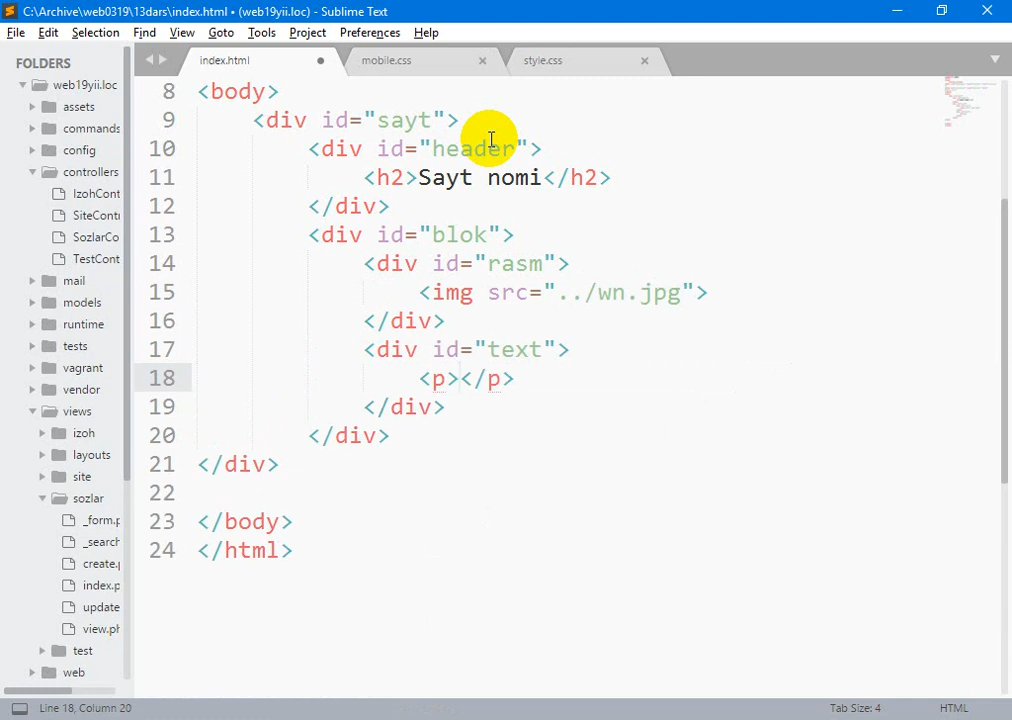 C:\Archive\web0319\13dars\index.html • (web19yii.loc) - Sublime Text
File Edit Selection Find View Goto Tools Project Preferences Help
FOLDERS
web19yii.loc
assets
commands
config
controllers
IzohCont
SiteContr
SozlarCo
TestCont
mail
models
runtime
tests
vagrant
vendor
views
izoh
layouts
site
sozlar
_form.p
_search
create.p
index.p
update
view.ph
test
web
index.html
mobile.css
style.css
8 <body>
9 <div id="sayt">
10 <div id="header">
11 <h2>Sayt nomi</h2>
12 </div>
13 <div id="blok">
14 <div id="rasm">
15 <img src="../wn.jpg">
16 </div>
17 <div id="text">
18 <p></p>
19 </div>
20 </div>
21 </div>
22
23 </body>
24 </html>
Line 18, Column 20
Tab Size: 4
HTML